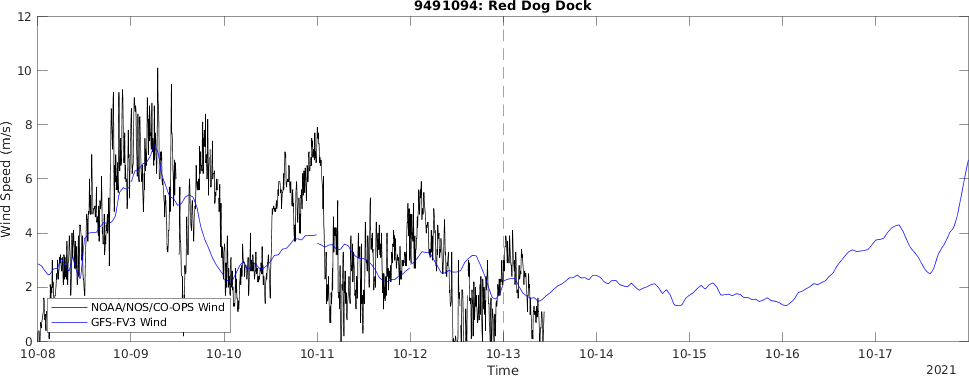 9491094: Red Dog Dock
12
10
8
6
4
2
0
Wind Speed (m/s)
NOAA/NOS/CO-OPS Wind
GFS-FV3 Wind
10-08 10-09 10-10 10-11 10-12 10-13 10-14 10-15 10-16 10-17
Time
2021